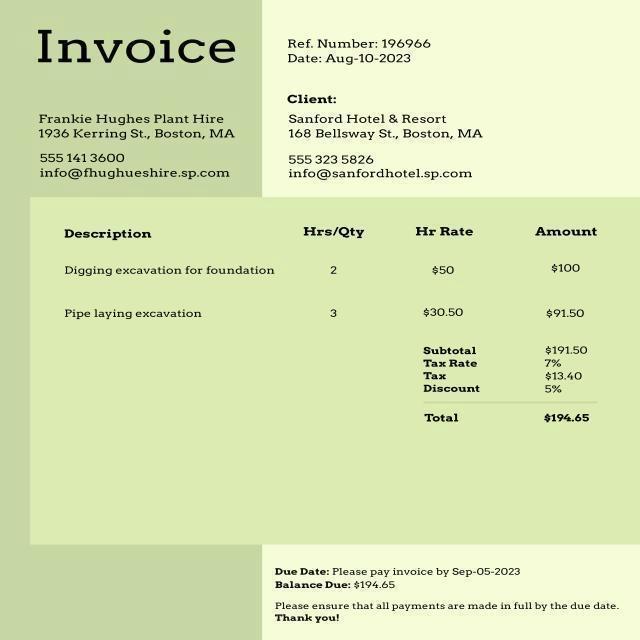 Invoice
Ref. Number: 196966
Date: Aug-10-2023
Frankie Hughes Plant Hire
1936 Kerring St., Boston, MA
555 141 3600
info@fhughueshire.sp.com
Client:
Sanford Hotel & Resort
168 Bellsway St., Boston, MA
555 323 5826
info@sanfordhotel.sp.com
Description Hrs/Qty Hr Rate Amount
Digging excavation for foundation 2 $50 $100
Pipe laying excavation 3 $30.50 $91.50
Subtotal $191.50
Tax Rate 7%
Tax $13.40
Discount 5%
Total $194.65
Due Date: Please pay invoice by Sep-05-2023
Balance Due: $194.65
Please ensure that all payments are made in full by the due date.
Thank you!